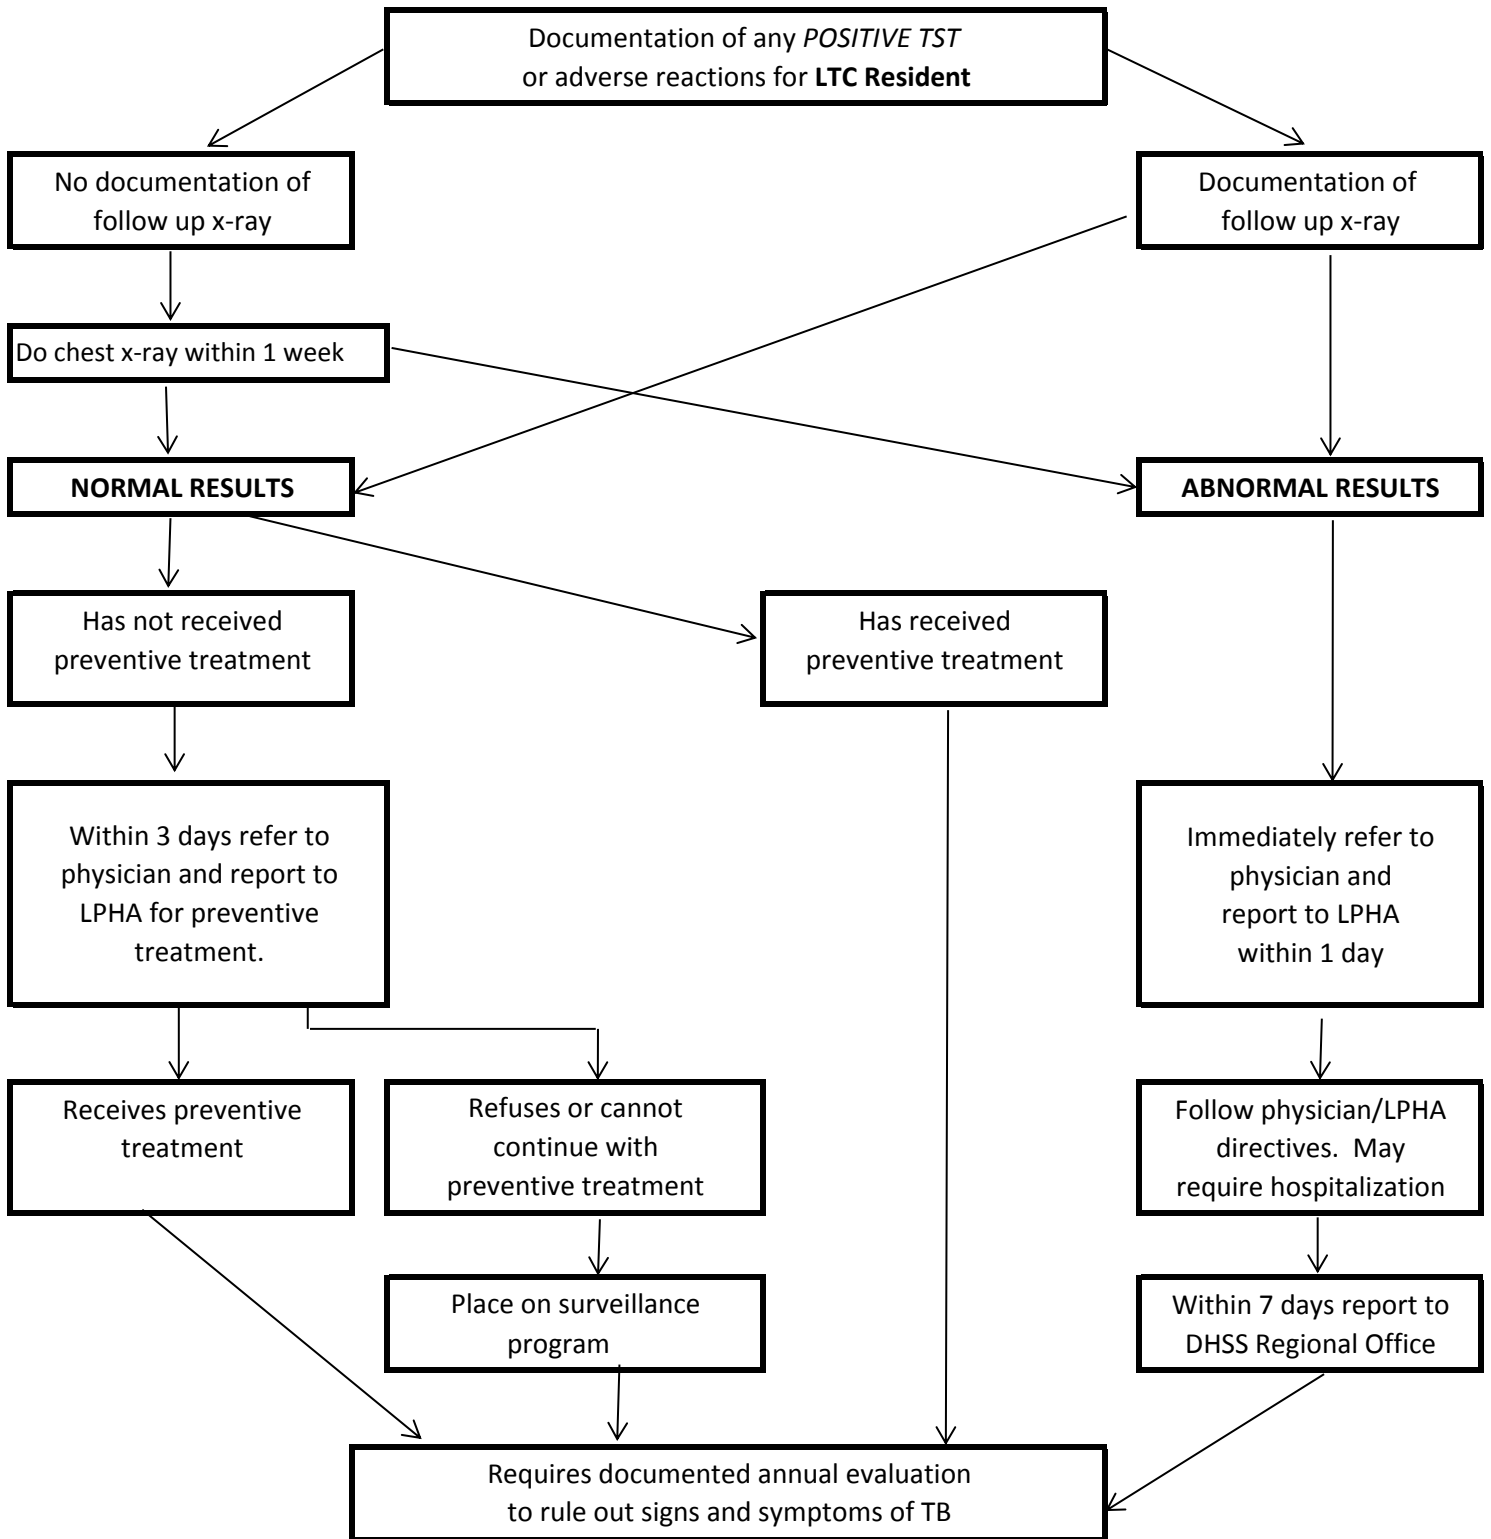 Documentation of any POSITIVE TST
or adverse reactions for LTC Resident
No documentation of
follow up x-ray
Documentation of
follow up x-ray
Do chest x-ray within 1 week
NORMAL RESULTS
ABNORMAL RESULTS
Has not received
preventive treatment
Has received
preventive treatment
Within 3 days refer to
physician and report to
LPHA for preventive
treatment.
Immediately refer to
physician and
report to LPHA
within 1 day
Receives preventive
treatment
Refuses or cannot
continue with
preventive treatment
Follow physician/LPHA
directives.  May
require hospitalization
Place on surveillance
program
Within 7 days report to
DHSS Regional Office
Requires documented annual evaluation
to rule out signs and symptoms of TB